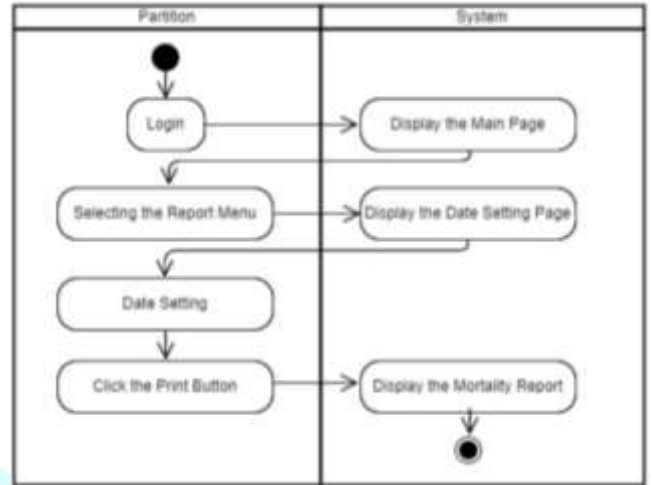 Partition
System
Login
Display the Main Page
Selecting the Report Menu
Display the Date Setting Page
Date Setting
Click the Print Button
Display the Mortality Report